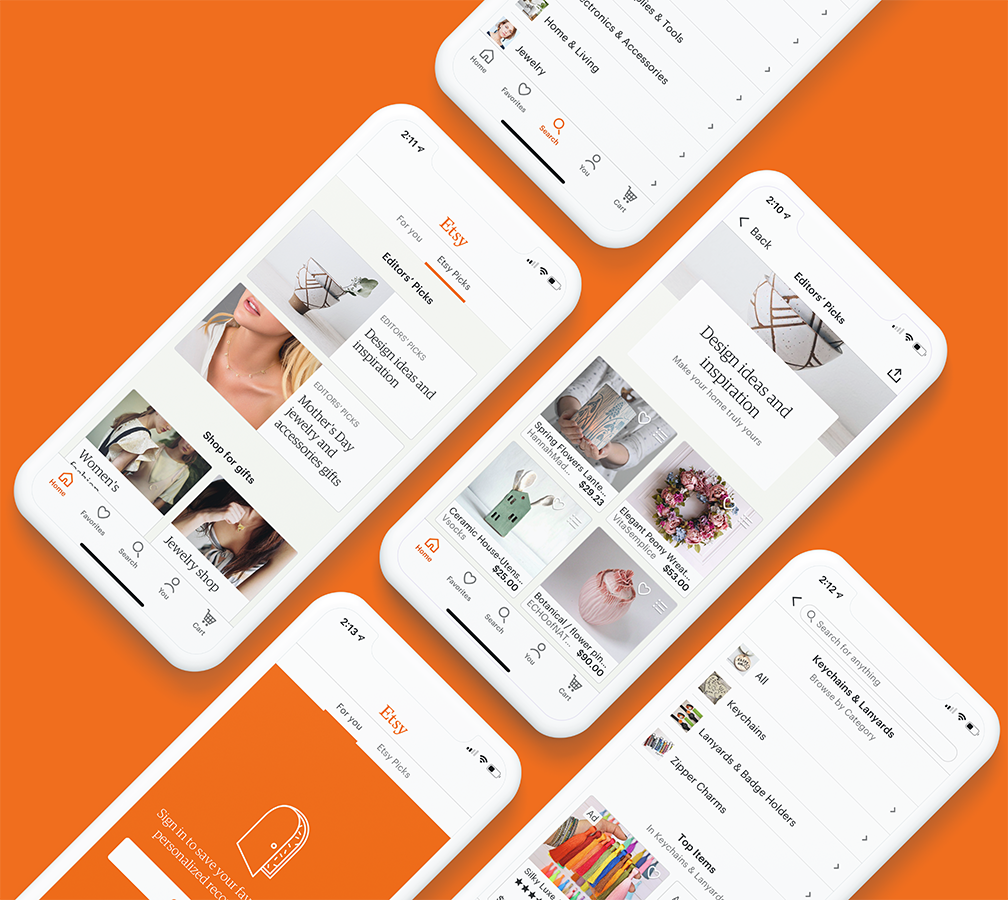 Electronics & Accessories
Home & Living
Jewelry
Home
Favorites
Search
You
Cart
2:11
Etsy
For you
Etsy Picks
Editors' Picks
EDITORS' PICKS
Design ideas and
inspiration
EDITORS' PICKS
Mother's Day
jewelry and
accessories gifts
Shop for gifts
Women's
Jewelry shop
Home
Favorites
Search
You
Cart
2:10
Back
Editors' Picks
Design ideas and
inspiration
Make your home truly yours
Spring Flowers Lante...
HannahMad...
$29.23
Elegant Peony Wreat...
VitaSemplice
$53.00
Ceramic House-Utens...
Vsocks
$25.00
Botanical / flower pin...
ECHOofNAT...
$90.00
Home
Favorites
Search
You
Cart
2:13
Etsy
For you
Etsy Picks
Sign in to save your fav
personalized reco
2:12
Search for anything
Keychains & Lanyards
Browse by Category
All
Keychains
Lanyards & Badge Holders
Zipper Charms
Top Items
In Keychains & Lanyards
Ad
Silky Luxe